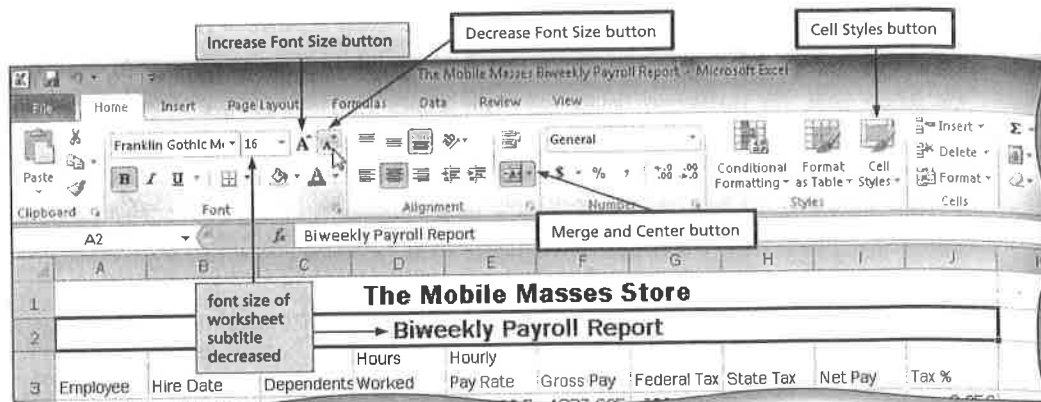 Increase Font Size button
Decrease Font Size button
Cell Styles button
The Mobile Masses Biweekly Payroll Report - Microsoft Excel
File Home Insert Page Layout Formulas Data Review View
Franklin Gothic Me 16 A A General Insert Σ
Paste Conditional Format Cell Delete
B I U A $ % , Formatting as Table Styles Format
Clipboard Font Alignment Number Styles Cells
A2 fx Biweekly Payroll Report
Merge and Center button
A B C D E F G H I J
1 The Mobile Masses Store
font size of
worksheet
subtitle
decreased
2 Biweekly Payroll Report
Hours Hourly
3 Employee Hire Date Dependents Worked Pay Rate Gross Pay Federal Tax State Tax Net Pay Tax %